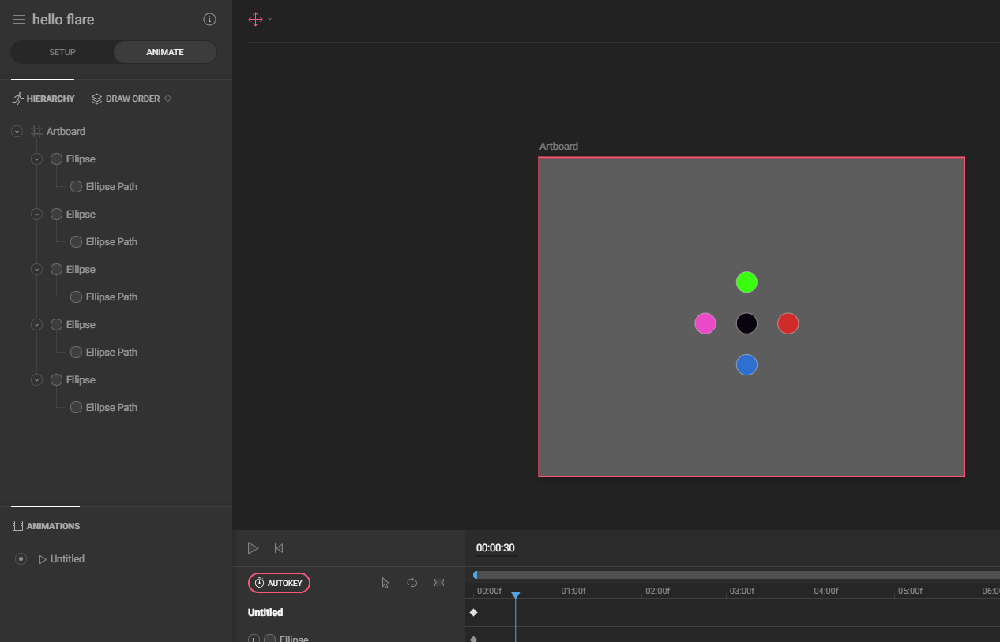 hello flare
SETUP ANIMATE
HIERARCHY DRAW ORDER
Artboard
Ellipse
Ellipse Path
Ellipse
Ellipse Path
Ellipse
Ellipse Path
Ellipse
Ellipse Path
Ellipse
Ellipse Path
ANIMATIONS
Untitled
Artboard
00:00:30
AUTOKEY
00:00f 01:00f 02:00f 03:00f 04:00f 05:00f 06:0
Untitled
Ellipse